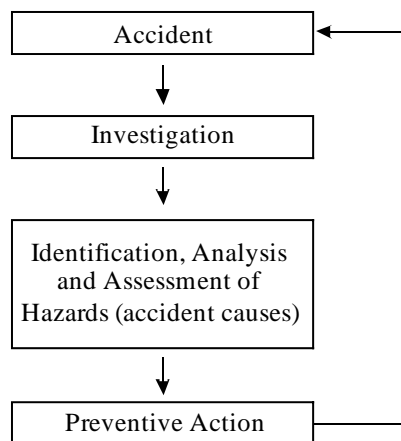 Accident
Investigation
Identification, Analysis
and Assessment of
Hazards (accident causes)
Preventive Action